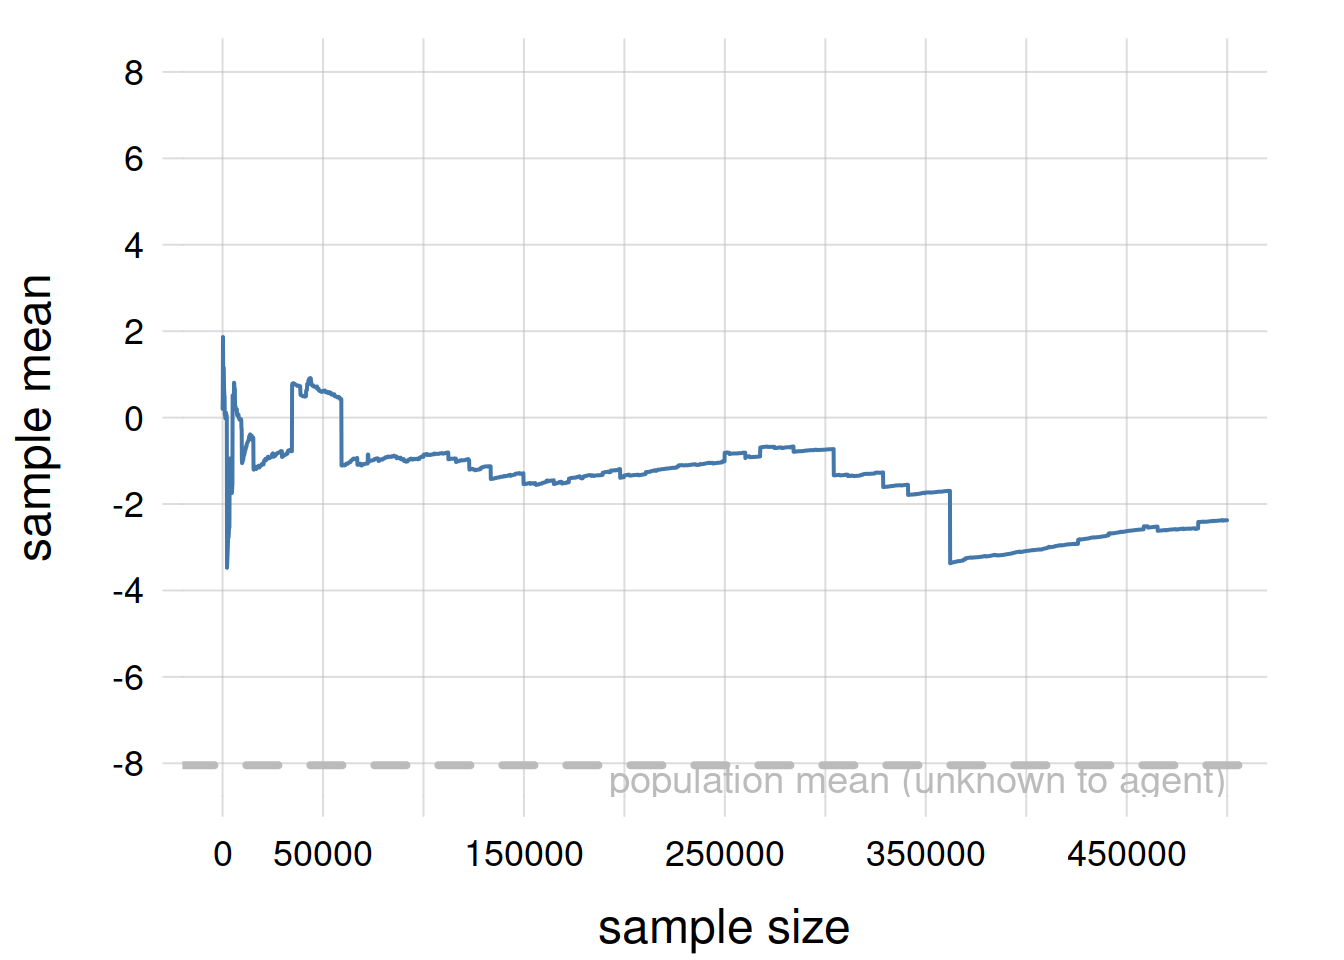 8
6
4
2
0
-2
-4
-6
-8
sample mean
population mean (unknown to agent)
0 50000 150000 250000 350000 450000
sample size